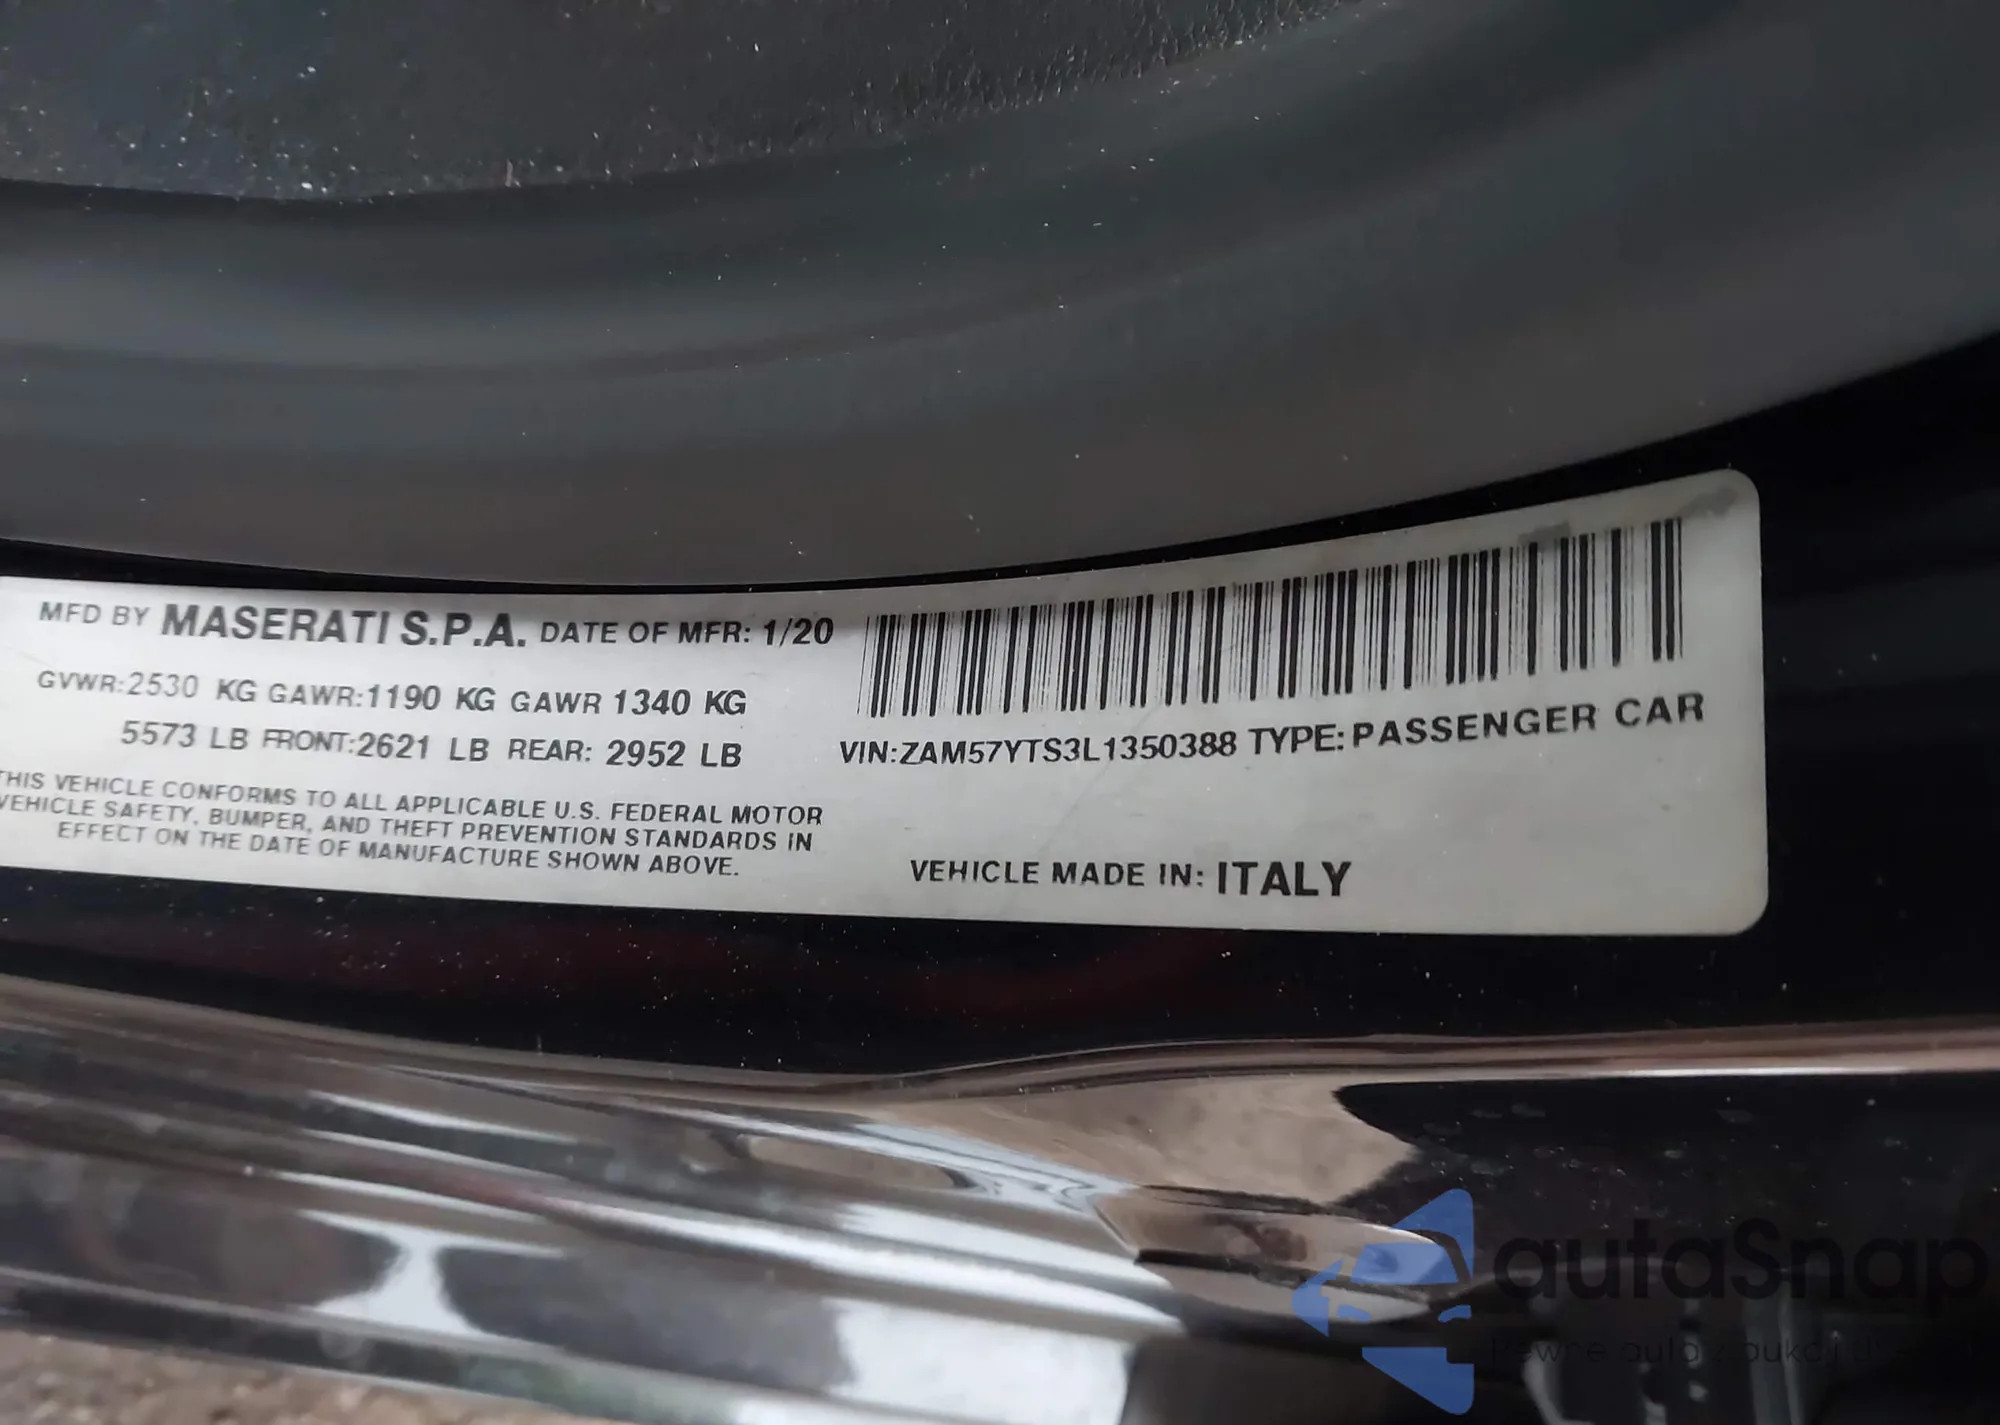 MFD BY MASERATI S.P.A. DATE OF MFR: 1/20
GVWR:2530 KG GAWR:1190 KG GAWR 1340 KG
5573 LB FRONT:2621 LB REAR: 2952 LB
THIS VEHICLE CONFORMS TO ALL APPLICABLE U.S. FEDERAL MOTOR
VEHICLE SAFETY, BUMPER, AND THEFT PREVENTION STANDARDS IN
EFFECT ON THE DATE OF MANUFACTURE SHOWN ABOVE.
VIN:ZAM57YTS3L1350388 TYPE:PASSENGER CAR
VEHICLE MADE IN: ITALY
autaSnap
auta z